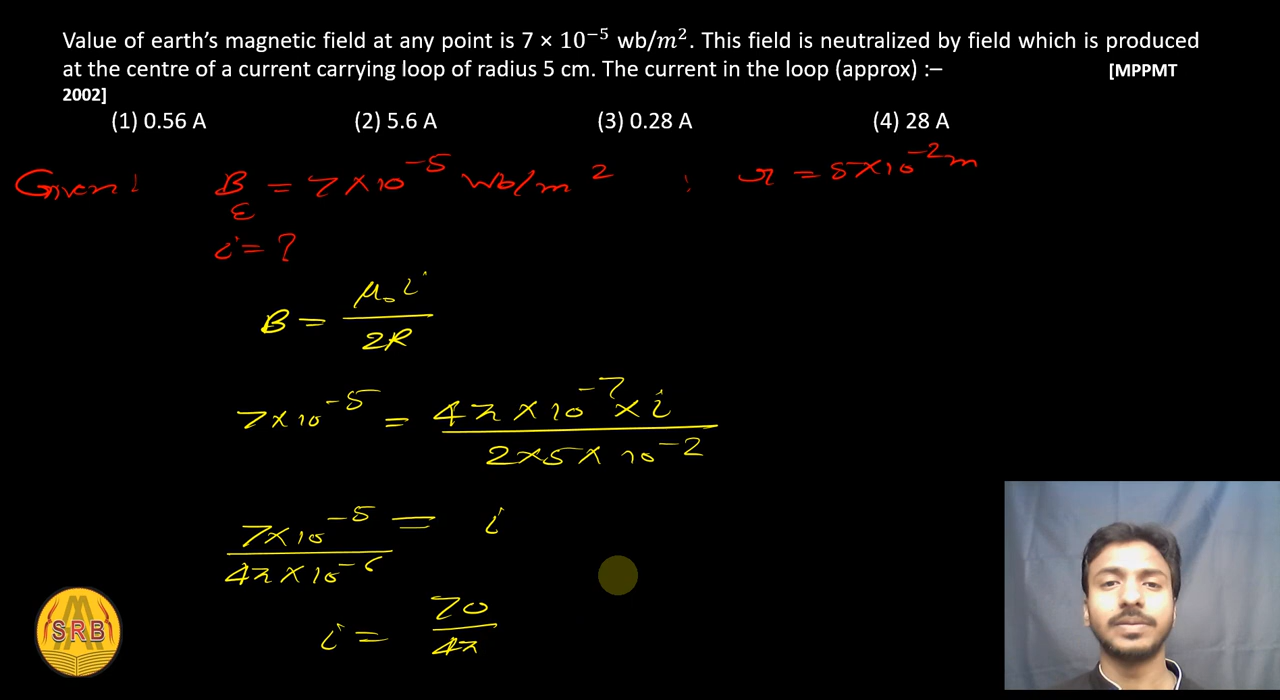 Value of earth’s magnetic field at any point is 7 × 10⁻⁵ wb/m². This field is neutralized by field which is produced
at the centre of a current carrying loop of radius 5 cm. The current in the loop (approx) :– [MPPMT
2002]
(1) 0.56 A (2) 5.6 A (3) 0.28 A (4) 28 A
Given : B_E = 7×10⁻⁵ Wb/m² ; r = 5×10⁻²m
i = ?
B = μ₀i / 2R
7×10⁻⁵ = 4π×10⁻⁷×i / 2×5×10⁻²
7×10⁻⁵ / 4π×10⁻⁶ = i
i = 70 / 4π
SRB